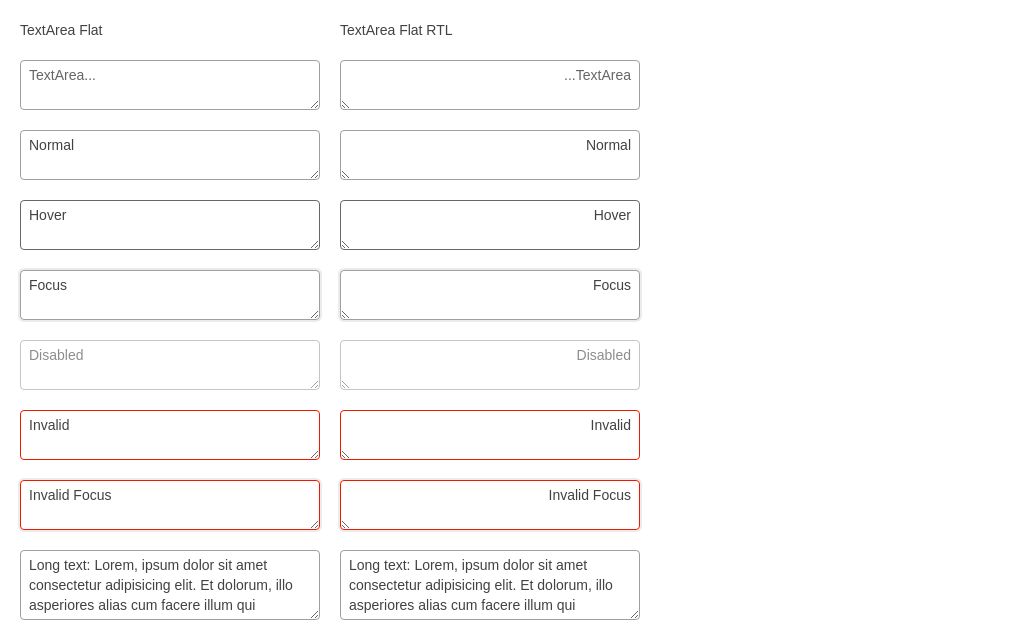 TextArea Flat
TextArea Flat RTL
TextArea...
...TextArea
Normal
Normal
Hover
Hover
Focus
Focus
Disabled
Disabled
Invalid
Invalid
Invalid Focus
Invalid Focus
Long text: Lorem, ipsum dolor sit amet
consectetur adipisicing elit. Et dolorum, illo
asperiores alias cum facere illum qui
Long text: Lorem, ipsum dolor sit amet
consectetur adipisicing elit. Et dolorum, illo
asperiores alias cum facere illum qui